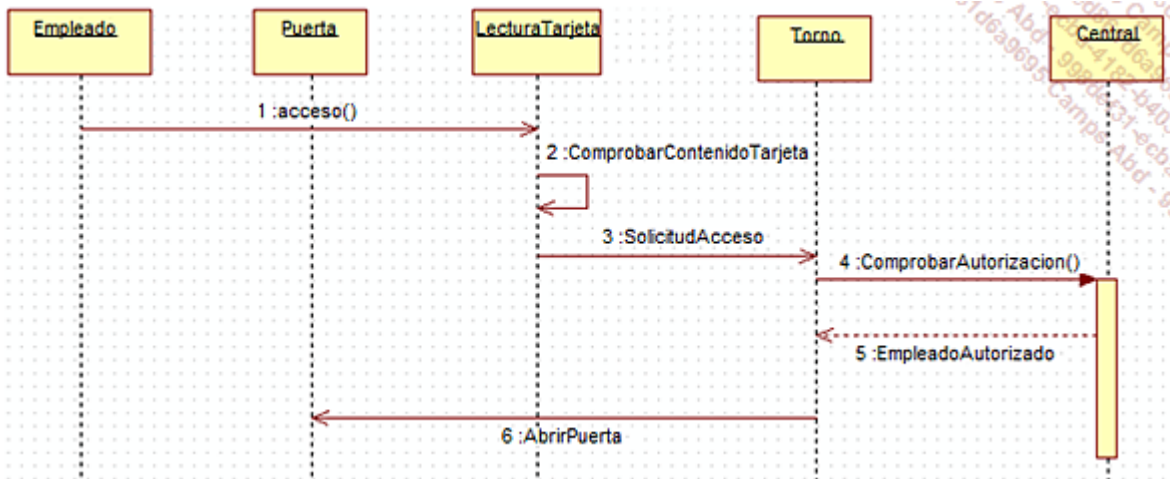 Empleado
Puerta
LecturaTarjeta
Torno
Central
1 :acceso()
2 :ComprobarContenidoTarjeta
3 :SolicitudAcceso
4 :ComprobarAutorizacion()
5 :EmpleadoAutorizado
6 :AbrirPuerta